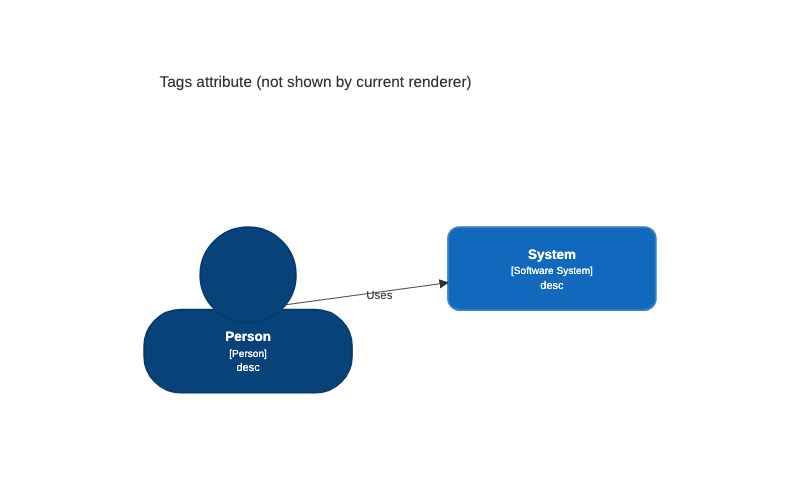 Tags attribute (not shown by current renderer)
System
[Software System]
desc
Uses
Person
[Person]
desc